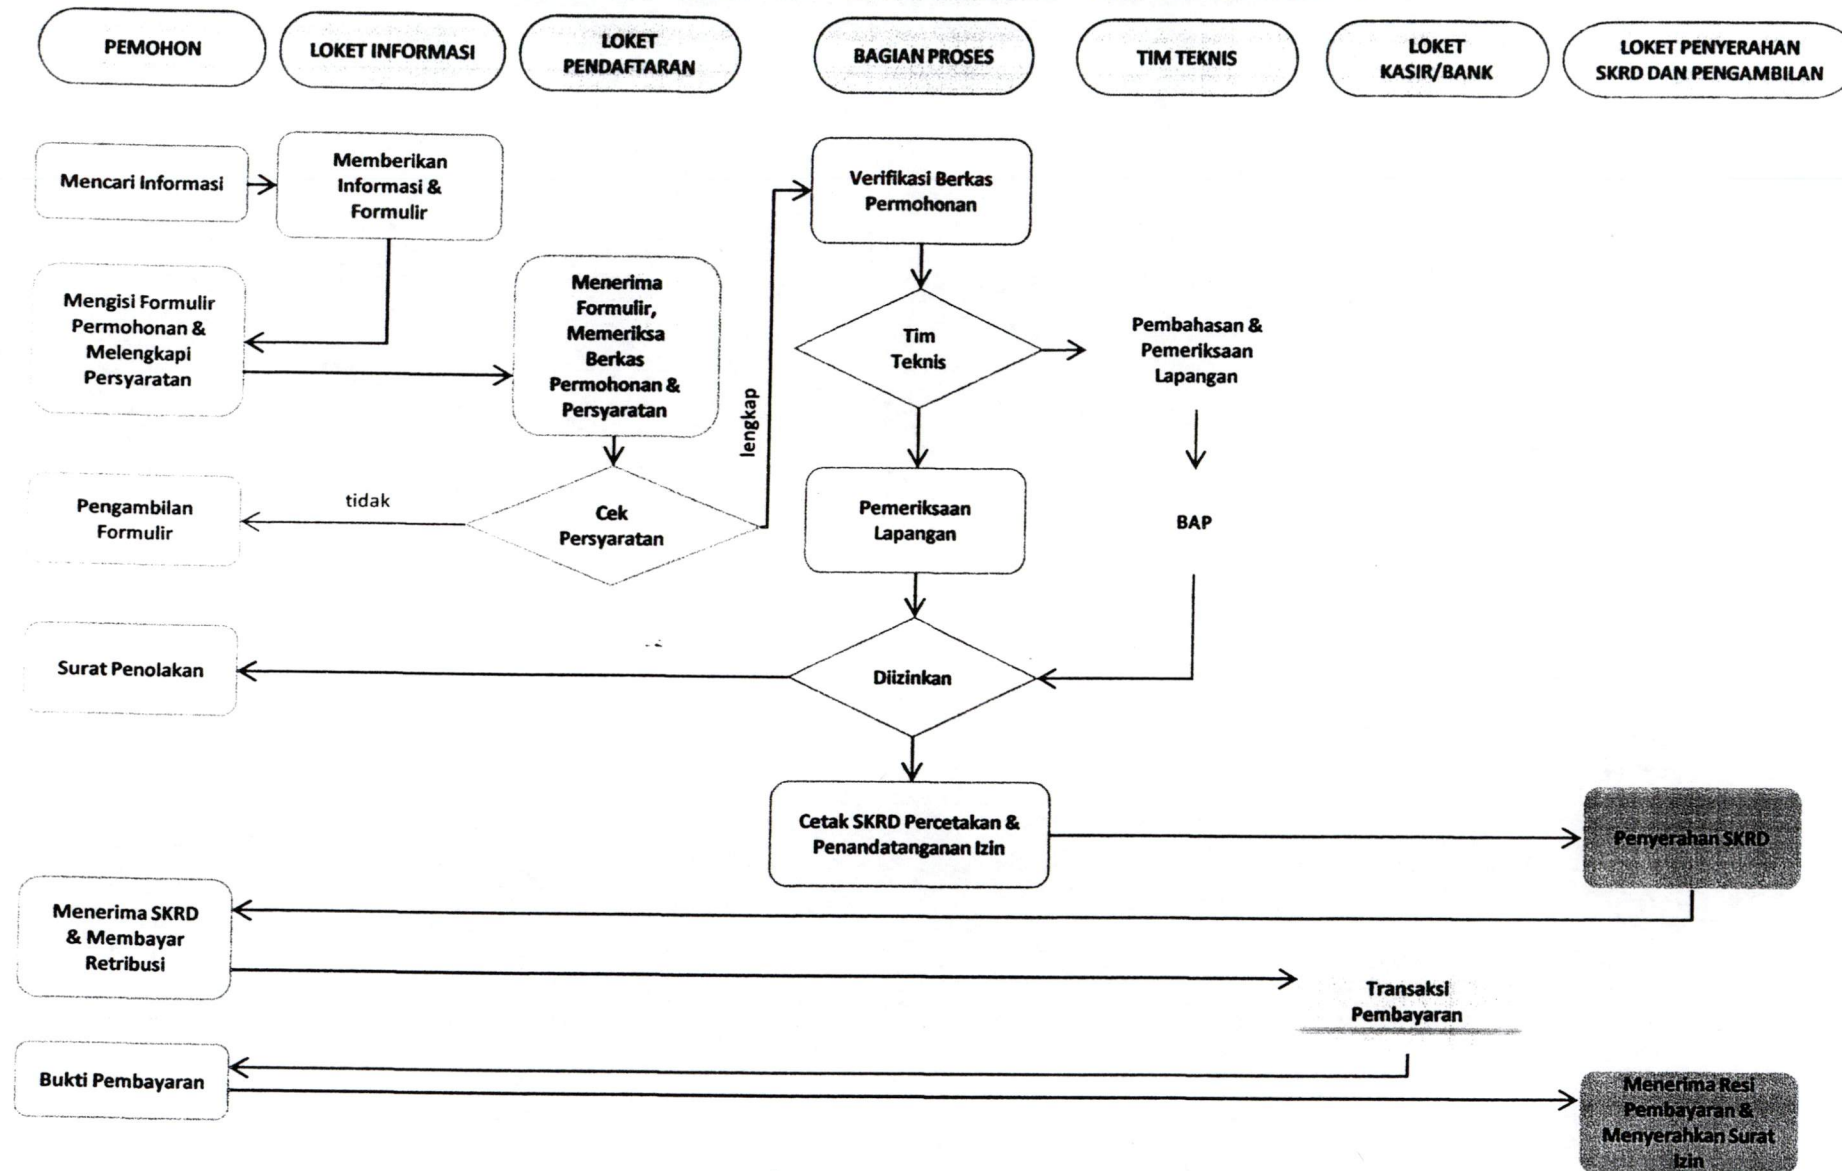 PEMOHON
LOKET INFORMASI
LOKET
PENDAFTARAN
BAGIAN PROSES
TIM TEKNIS
LOKET
KASIR/BANK
LOKET PENYERAHAN
SKRD DAN PENGAMBILAN
Mencari Informasi
Memberikan
Informasi &
Formulir
Verifikasi Berkas
Permohonan
Mengisi Formulir
Permohonan &
Melengkapi
Persyaratan
Menerima
Formulir,
Memeriksa
Berkas
Permohonan &
Persyaratan
lengkap
Tim
Teknis
Pembahasan &
Pemeriksaan
Lapangan
Pengambilan
Formulir
tidak
Cek
Persyaratan
Pemeriksaan
Lapangan
BAP
Surat Penolakan
Diizinkan
Cetak SKRD Percetakan &
Penandatanganan Izin
Penyerahan SKRD
Menerima SKRD
& Membayar
Retribusi
Transaksi
Pembayaran
Bukti Pembayaran
Menerima Resi
Pembayaran &
Menyerahkan Surat
Izin